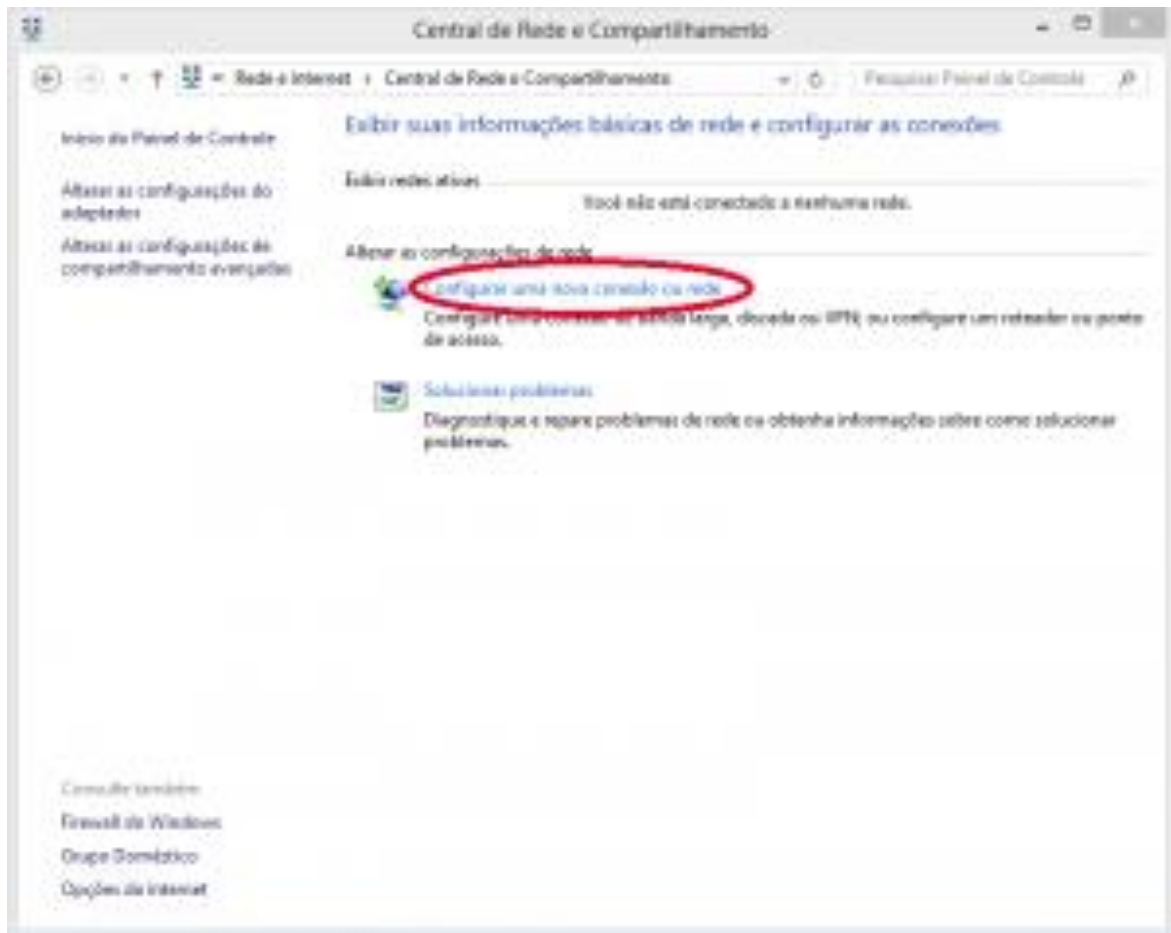 Central de Rede e Compartilhamento
Rede e Internet › Central de Rede e Compartilhamento
Pesquisar Painel de Controle
Início do Painel de Controle
Alterar as configurações do
adaptador
Alterar as configurações de
compartilhamento avançadas
Exibir suas informações básicas de rede e configurar as conexões
Exibir redes ativas
Você não está conectado a nenhuma rede.
Alterar as configurações de rede
Configurar uma nova conexão ou rede
Configure uma conexão de banda larga, discada ou VPN; ou configure um roteador ou ponto
de acesso.
Solucionar problemas
Diagnostique e repare problemas de rede ou obtenha informações sobre como solucionar
problemas.
Consulte também
Firewall do Windows
Grupo Doméstico
Opções da Internet